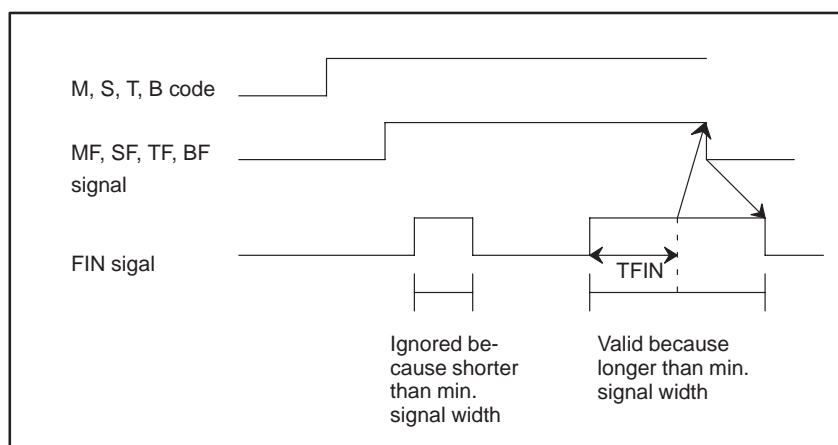 M, S, T, B code
MF, SF, TF, BF
signal
FIN sigal
TFIN
Ignored be-
cause shorter
than min.
signal width
Valid because
longer than min.
signal width